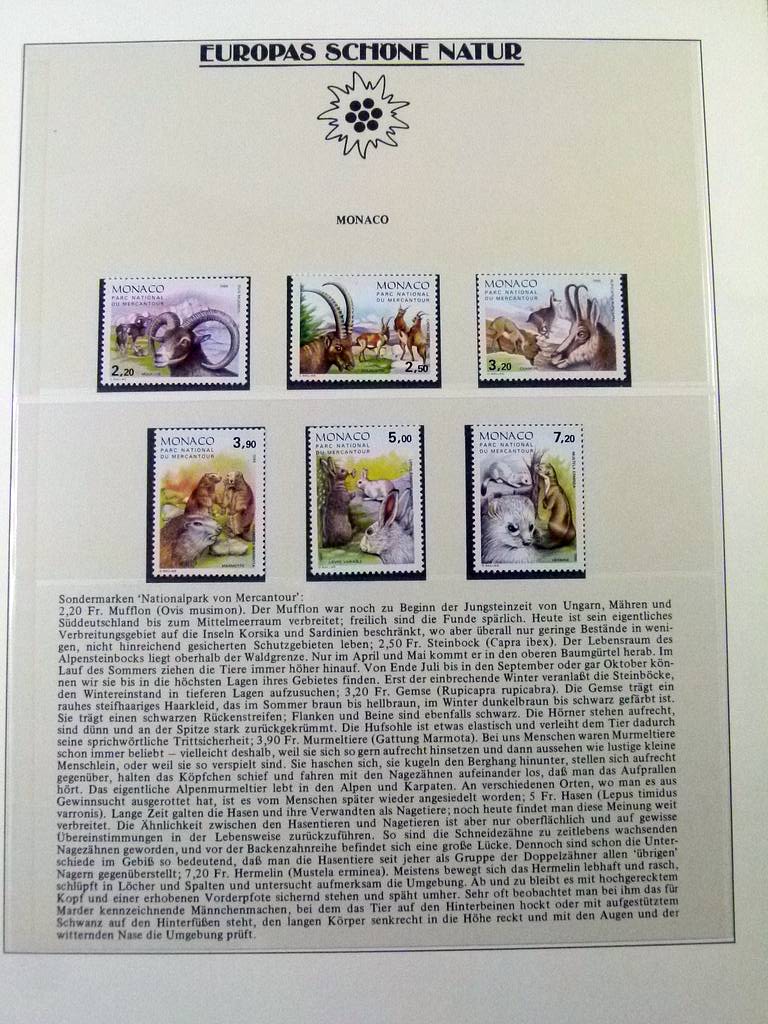 EUROPAS SCHÖNE NATUR
MONACO
MONACO
PARC NATIONAL
DU MERCANTOUR
2,20
MONACO
PARC NATIONAL
DU MERCANTOUR
2,50
MONACO
PARC NATIONAL
DU MERCANTOUR
3,20
MONACO 3,90
PARC NATIONAL
DU MERCANTOUR
MARMOTTE
MONACO 5,00
PARC NATIONAL
DU MERCANTOUR
LIEVRE VARIABLE
MONACO 7,20
PARC NATIONAL
DU MERCANTOUR
HERMINE
Sondermarken 'Nationalpark von Mercantour':
2,20 Fr. Mufflon (Ovis musimon). Der Mufflon war noch zu Beginn der Jungsteinzeit von Ungarn, Mähren und
Süddeutschland bis zum Mittelmeerraum verbreitet; freilich sind die Funde spärlich. Heute ist sein eigentliches
Verbreitungsgebiet auf die Inseln Korsika und Sardinien beschränkt, wo aber überall nur geringe Bestände in weni-
gen, nicht hinreichend gesicherten Schutzgebieten leben; 2,50 Fr. Steinbock (Capra ibex). Der Lebensraum des
Alpensteinbocks liegt oberhalb der Waldgrenze. Nur im April und Mai kommt er in den oberen Baumgürtel herab. Im
Lauf des Sommers ziehen die Tiere immer höher hinauf. Von Ende Juli bis in den September oder gar Oktober kön-
nen wir sie bis in die höchsten Lagen ihres Gebietes finden. Erst der einbrechende Winter veranlaßt die Steinböcke,
den Wintereinstand in tieferen Lagen aufzusuchen; 3,20 Fr. Gemse (Rupicapra rupicabra). Die Gemse trägt ein
rauhes steifhaariges Haarkleid, das im Sommer braun bis hellbraun, im Winter dunkelbraun bis schwarz gefärbt ist.
Sie trägt einen schwarzen Rückenstreifen; Flanken und Beine sind ebenfalls schwarz. Die Hörner stehen aufrecht,
sind dünn und an der Spitze stark zurückgekrümmt. Die Hufsohle ist etwas elastisch und verleiht dem Tier dadurch
seine sprichwörtliche Trittsicherheit; 3,90 Fr. Murmeltiere (Gattung Marmota). Bei uns Menschen waren Murmeltiere
schon immer beliebt – vielleicht deshalb, weil sie sich so gern aufrecht hinsetzen und dann aussehen wie lustige kleine
Menschlein, oder weil sie so verspielt sind. Sie haschen sich, sie kugeln den Berghang hinunter, stellen sich aufrecht
gegenüber, halten das Köpfchen schief und fahren mit den Nagezähnen aufeinander los, daß man das Aufprallen
hört. Das eigentliche Alpenmurmeltier lebt in den Alpen und Karpaten. An verschiedenen Orten, wo man es aus
Gewinnsucht ausgerottet hat, ist es vom Menschen später wieder angesiedelt worden; 5 Fr. Hasen (Lepus timidus
varronis). Lange Zeit galten die Hasen und ihre Verwandten als Nagetiere; noch heute findet man diese Meinung weit
verbreitet. Die Ähnlichkeit zwischen den Hasentieren und Nagetieren ist aber nur oberflächlich und auf gewisse
Übereinstimmungen in der Lebensweise zurückzuführen. So sind die Schneidezähne zu zeitlebens wachsenden
Nagezähnen geworden, und vor der Backenzahnreihe befindet sich eine große Lücke. Dennoch sind schon die Unter-
schiede im Gebiß so bedeutend, daß man die Hasentiere seit jeher als Gruppe der Doppelzähner allen 'übrigen'
Nagern gegenüberstellt; 7,20 Fr. Hermelin (Mustela erminea). Meistens bewegt sich das Hermelin lebhaft und rasch,
schlüpft in Löcher und Spalten und untersucht aufmerksam die Umgebung. Ab und zu bleibt es mit hochgerecktem
Kopf und einer erhobenen Vorderpfote sichernd stehen und späht umher. Sehr oft beobachtet man bei ihm das für
Marder kennzeichnende Männchenmachen, bei dem das Tier auf den Hinterbeinen hockt oder mit aufgestütztem
Schwanz auf den Hinterfüßen steht, den langen Körper senkrecht in die Höhe reckt und mit den Augen und der
witternden Nase die Umgebung prüft.